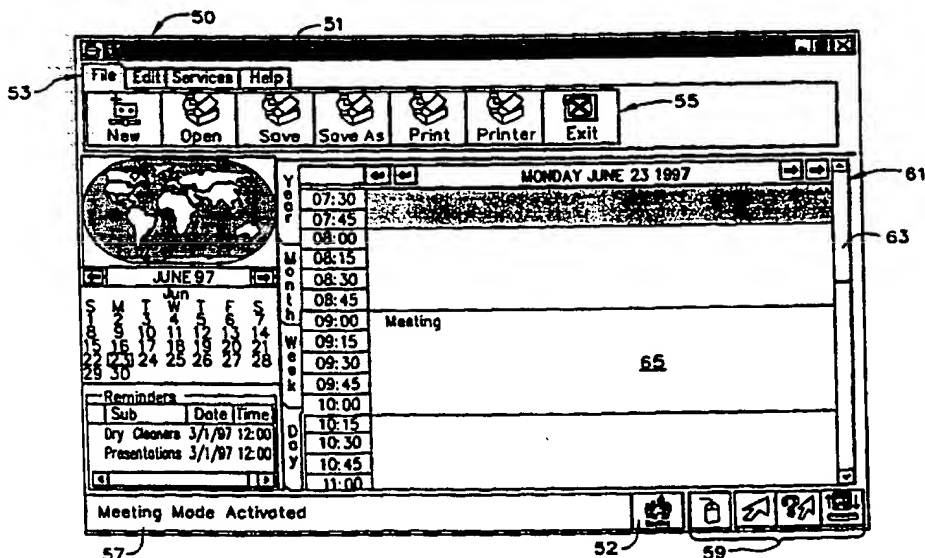 50
51
File Edit Services Help
53
New Open Save Save As Print Printer Exit
55
Year
Month
Week
Day
MONDAY JUNE 23 1997
61
63
07:30
07:45
08:00
08:15
08:30
08:45
09:00 Meeting
09:15
09:30
09:45
10:00
10:15
10:30
10:45
11:00
65
JUNE 97
Jun
S M T W T F S
1 2 3 4 5 6 7
8 9 10 11 12 13 14
15 16 17 18 19 20 21
22 23 24 25 26 27 28
29 30
Reminders
Sub Date Time
Dry Cleaners 3/1/97 12:00
Presentations 3/1/97 12:00
Meeting Mode Activated
57
52
59